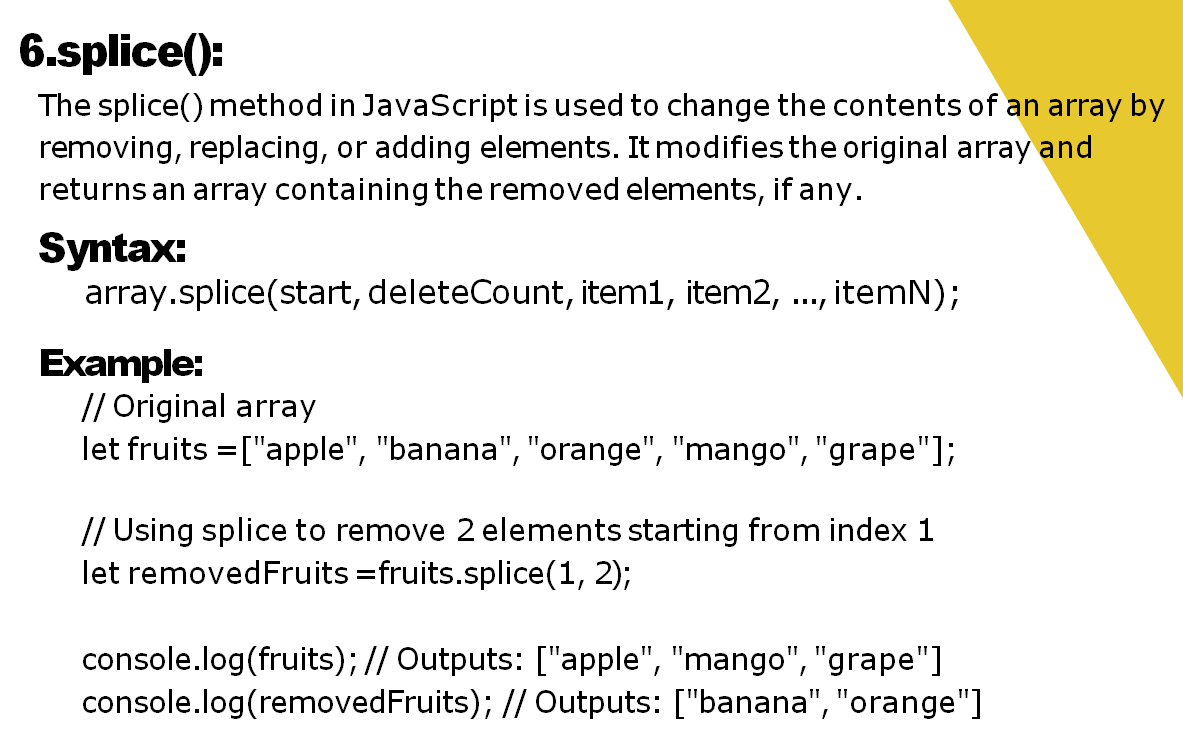 6.splice():
The splice() method in JavaScript is used to change the contents of an array by
removing, replacing, or adding elements. It modifies the original array and
returns an array containing the removed elements, if any.
Syntax:
array.splice(start, deleteCount, item1, item2, ..., itemN);
Example:
// Original array
let fruits =["apple", "banana", "orange", "mango", "grape"];
// Using splice to remove 2 elements starting from index 1
let removedFruits =fruits.splice(1, 2);
console.log(fruits); // Outputs: ["apple", "mango", "grape"]
console.log(removedFruits); // Outputs: ["banana", "orange"]